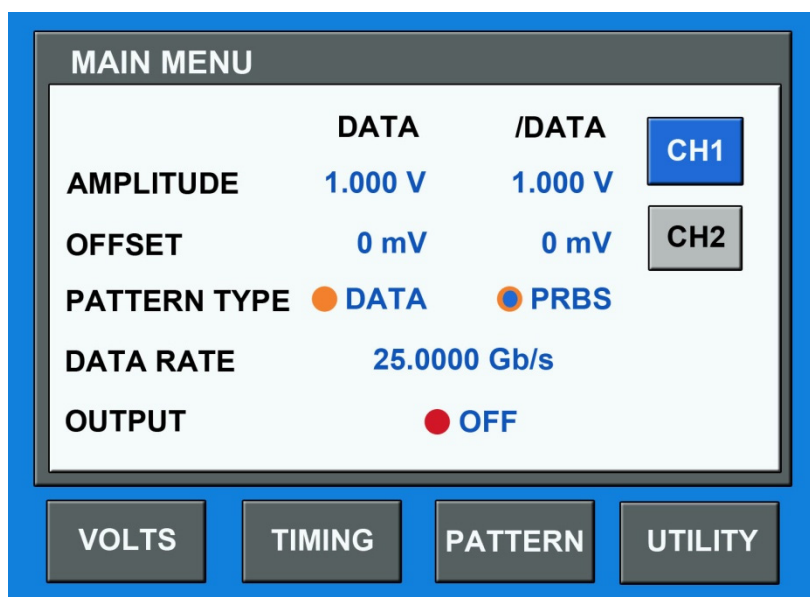 MAIN MENU
DATA /DATA
CH1
AMPLITUDE 1.000 V 1.000 V
OFFSET 0 mV 0 mV
CH2
PATTERN TYPE DATA PRBS
DATA RATE 25.0000 Gb/s
OUTPUT OFF
VOLTS TIMING PATTERN UTILITY